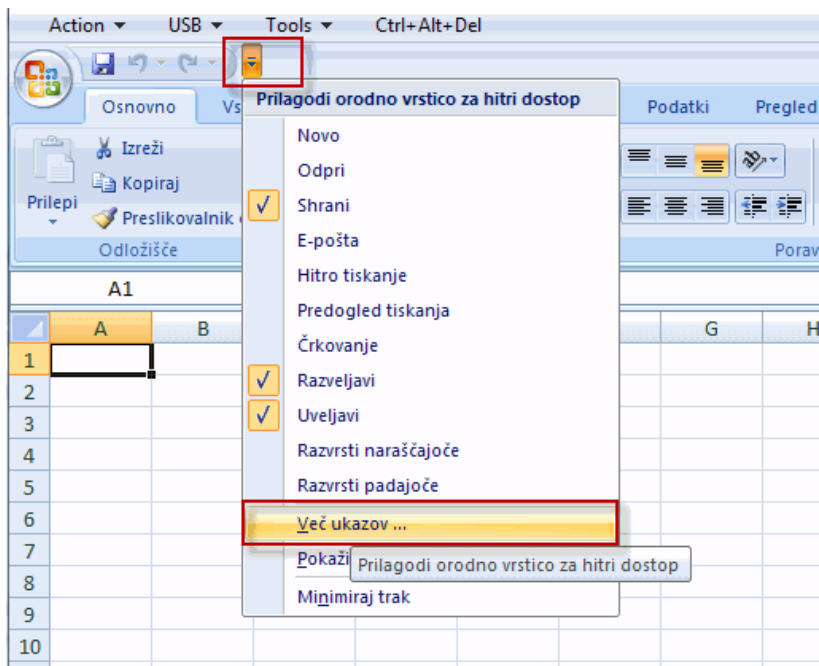 Action USB Tools Ctrl+Alt+Del
Prilagodi orodno vrstico za hitri dostop
Osnovno Vs Podatki Pregled
Novo
Izreži
Odpri
Kopiraj
Prilepi
Shrani
Preslikovalnik
E-pošta
Odložišče Porav
Hitro tiskanje
A1
Predogled tiskanja
A B G H
Črkovanje
1
Razveljavi
2
Uveljavi
3
Razvrsti naraščajoče
4
Razvrsti padajoče
5
Več ukazov ...
6
Pokaži
7
Prilagodi orodno vrstico za hitri dostop
8
Minimiraj trak
9
10